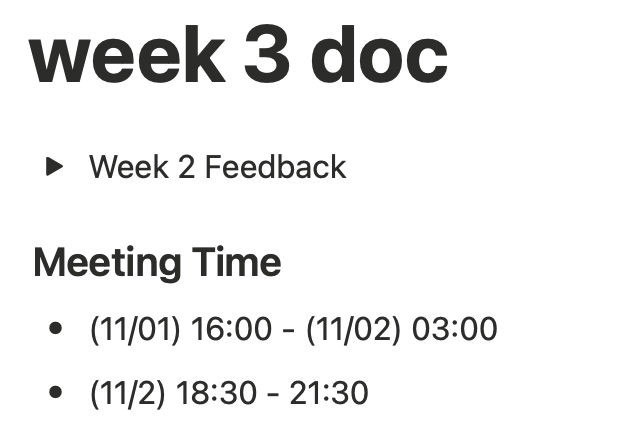 week 3 doc
Week 2 Feedback
Meeting Time
(11/01) 16:00 - (11/02) 03:00
(11/2) 18:30 - 21:30